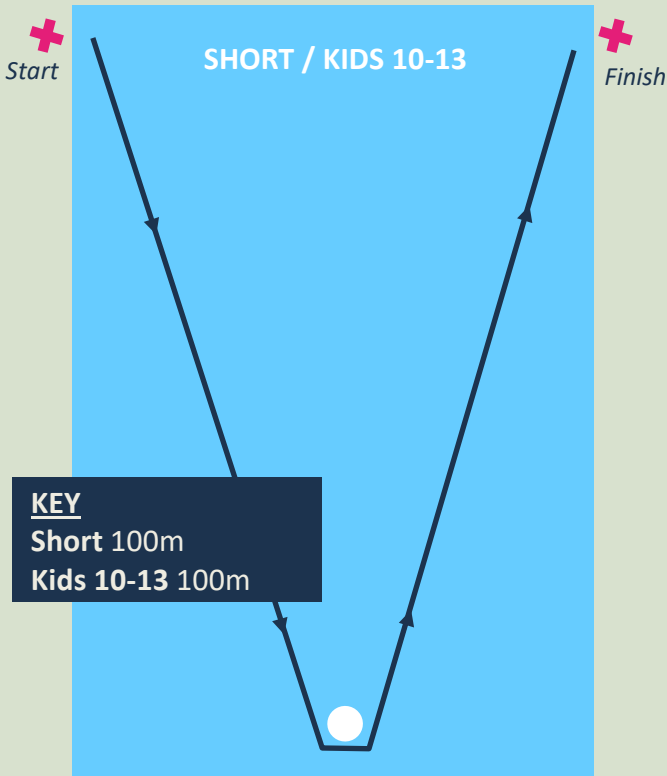 SHORT / KIDS 10-13
Start
Finish
KEY
Short 100m
Kids 10-13 100m